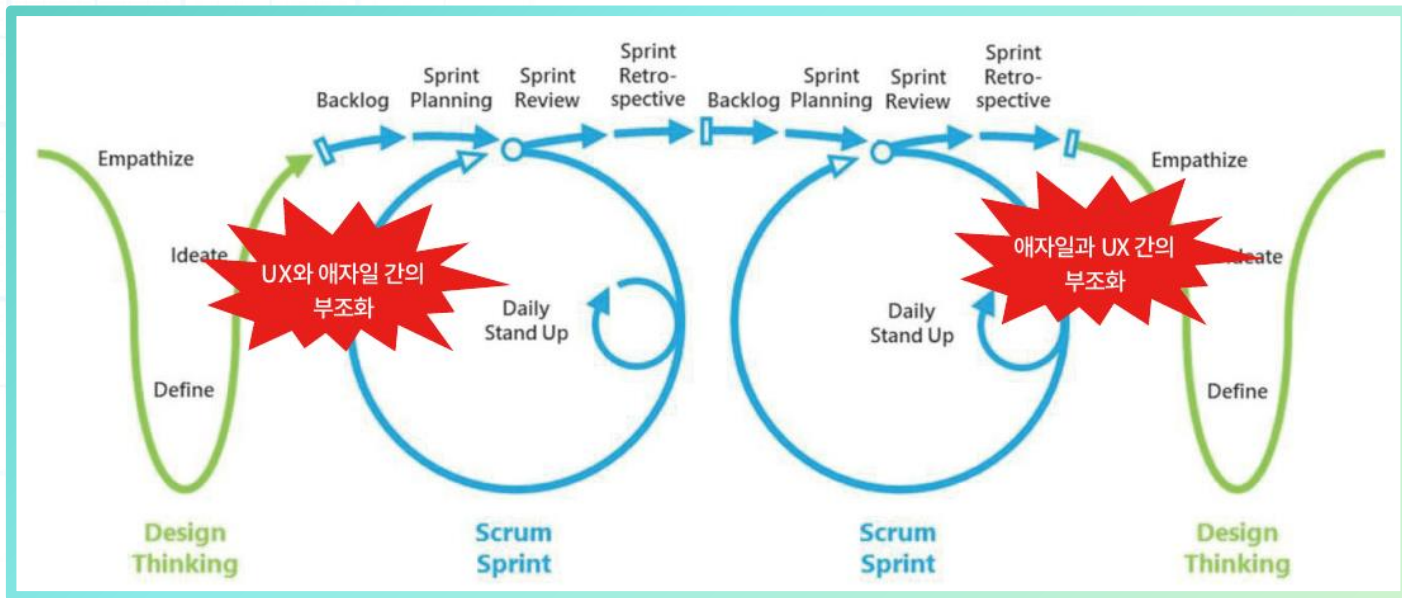 Empathize
Ideate
Define
Design
Thinking
UX와 애자일 간의
부조화
Backlog
Sprint
Planning
Sprint
Review
Sprint
Retro-
spective
Daily
Stand Up
Scrum
Sprint
Backlog
Sprint
Planning
Sprint
Review
Sprint
Retro-
spective
Daily
Stand Up
Scrum
Sprint
애자일과 UX 간의
부조화
Empathize
deate
Define
Design
Thinking